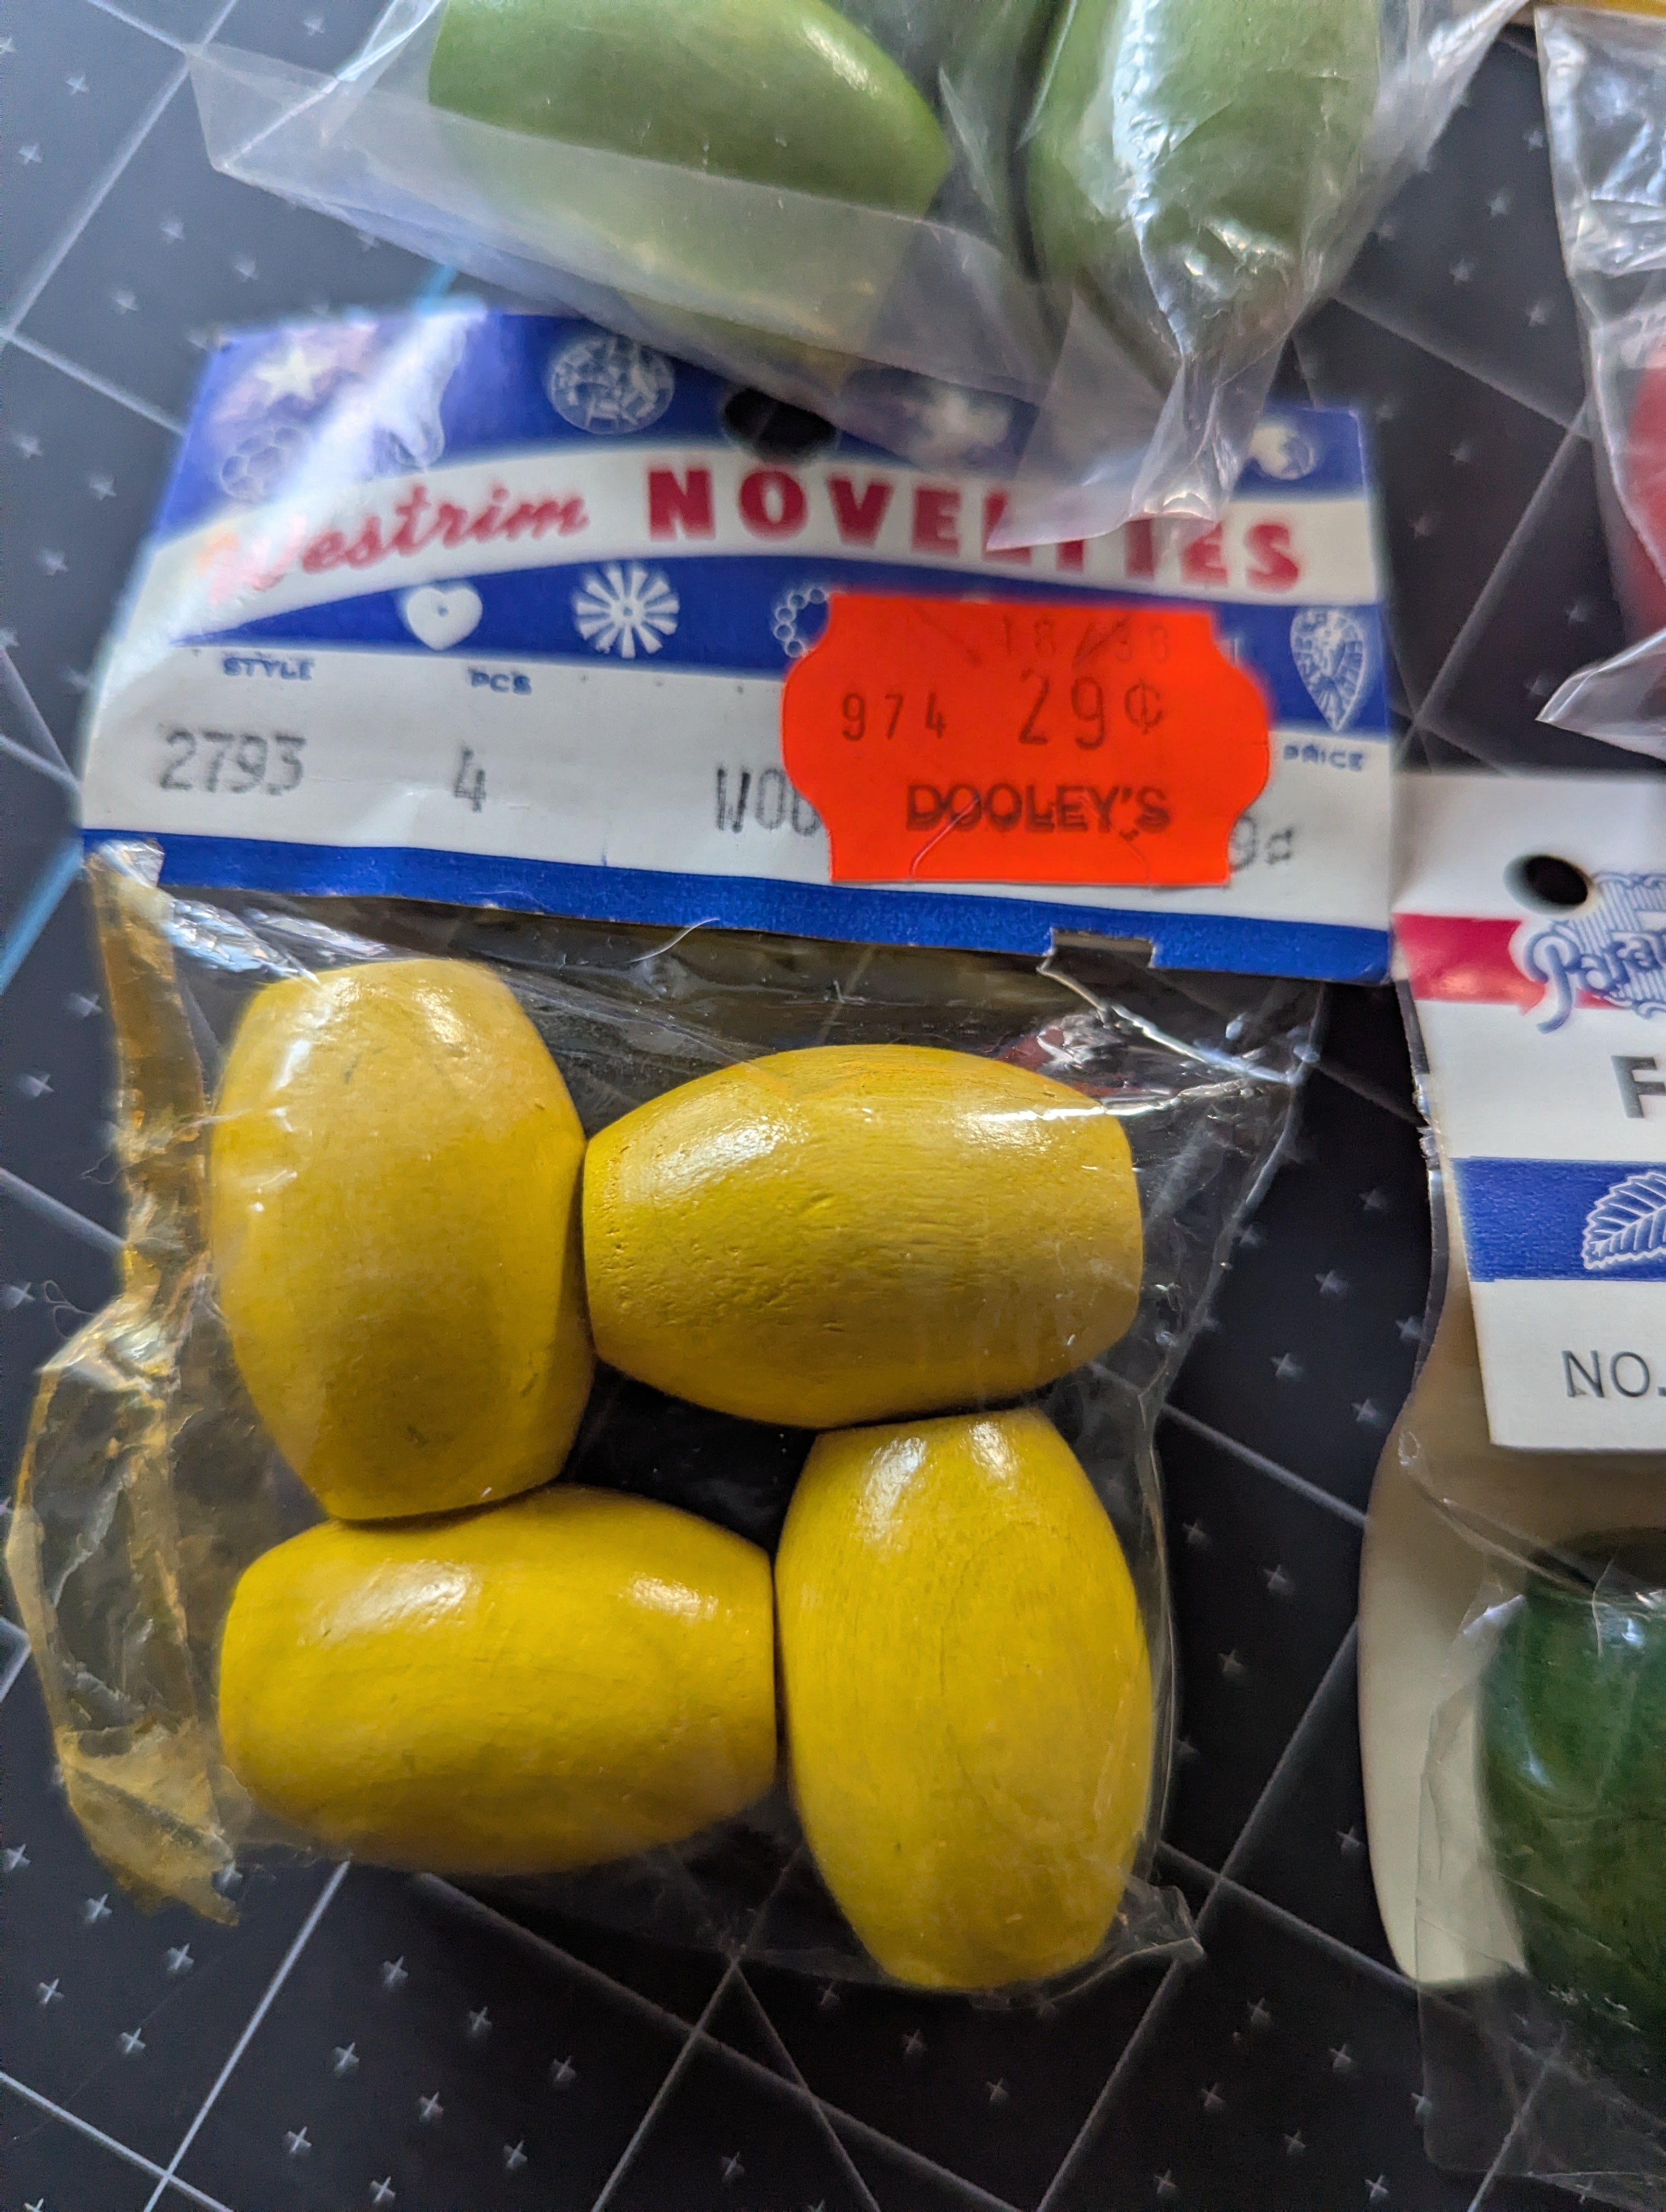 Westrim NOVELTIES
STYLE PCS PRICE
974 29¢
2793 4
DOOLEY'S
NO.